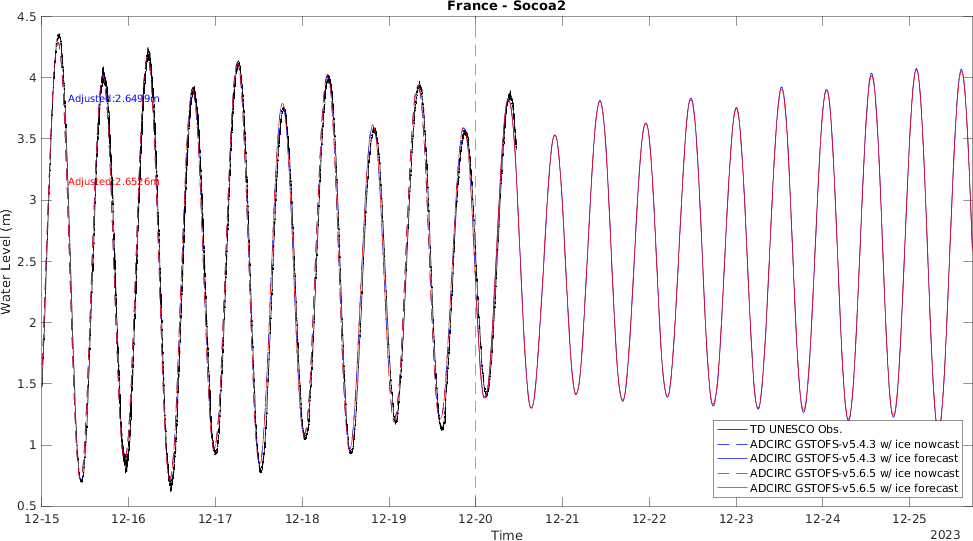 France - Socoa2
4.5
4
3.5
3
2.5
2
1.5
1
0.5
Water Level (m)
Adjusted:2.6499m
Adjusted:2.6526m
TD UNESCO Obs.
ADCIRC GSTOFS-v5.4.3 w/ ice nowcast
ADCIRC GSTOFS-v5.4.3 w/ ice forecast
ADCIRC GSTOFS-v5.6.5 w/ ice nowcast
ADCIRC GSTOFS-v5.6.5 w/ ice forecast
12-15 12-16 12-17 12-18 12-19 12-20 12-21 12-22 12-23 12-24 12-25
Time
2023